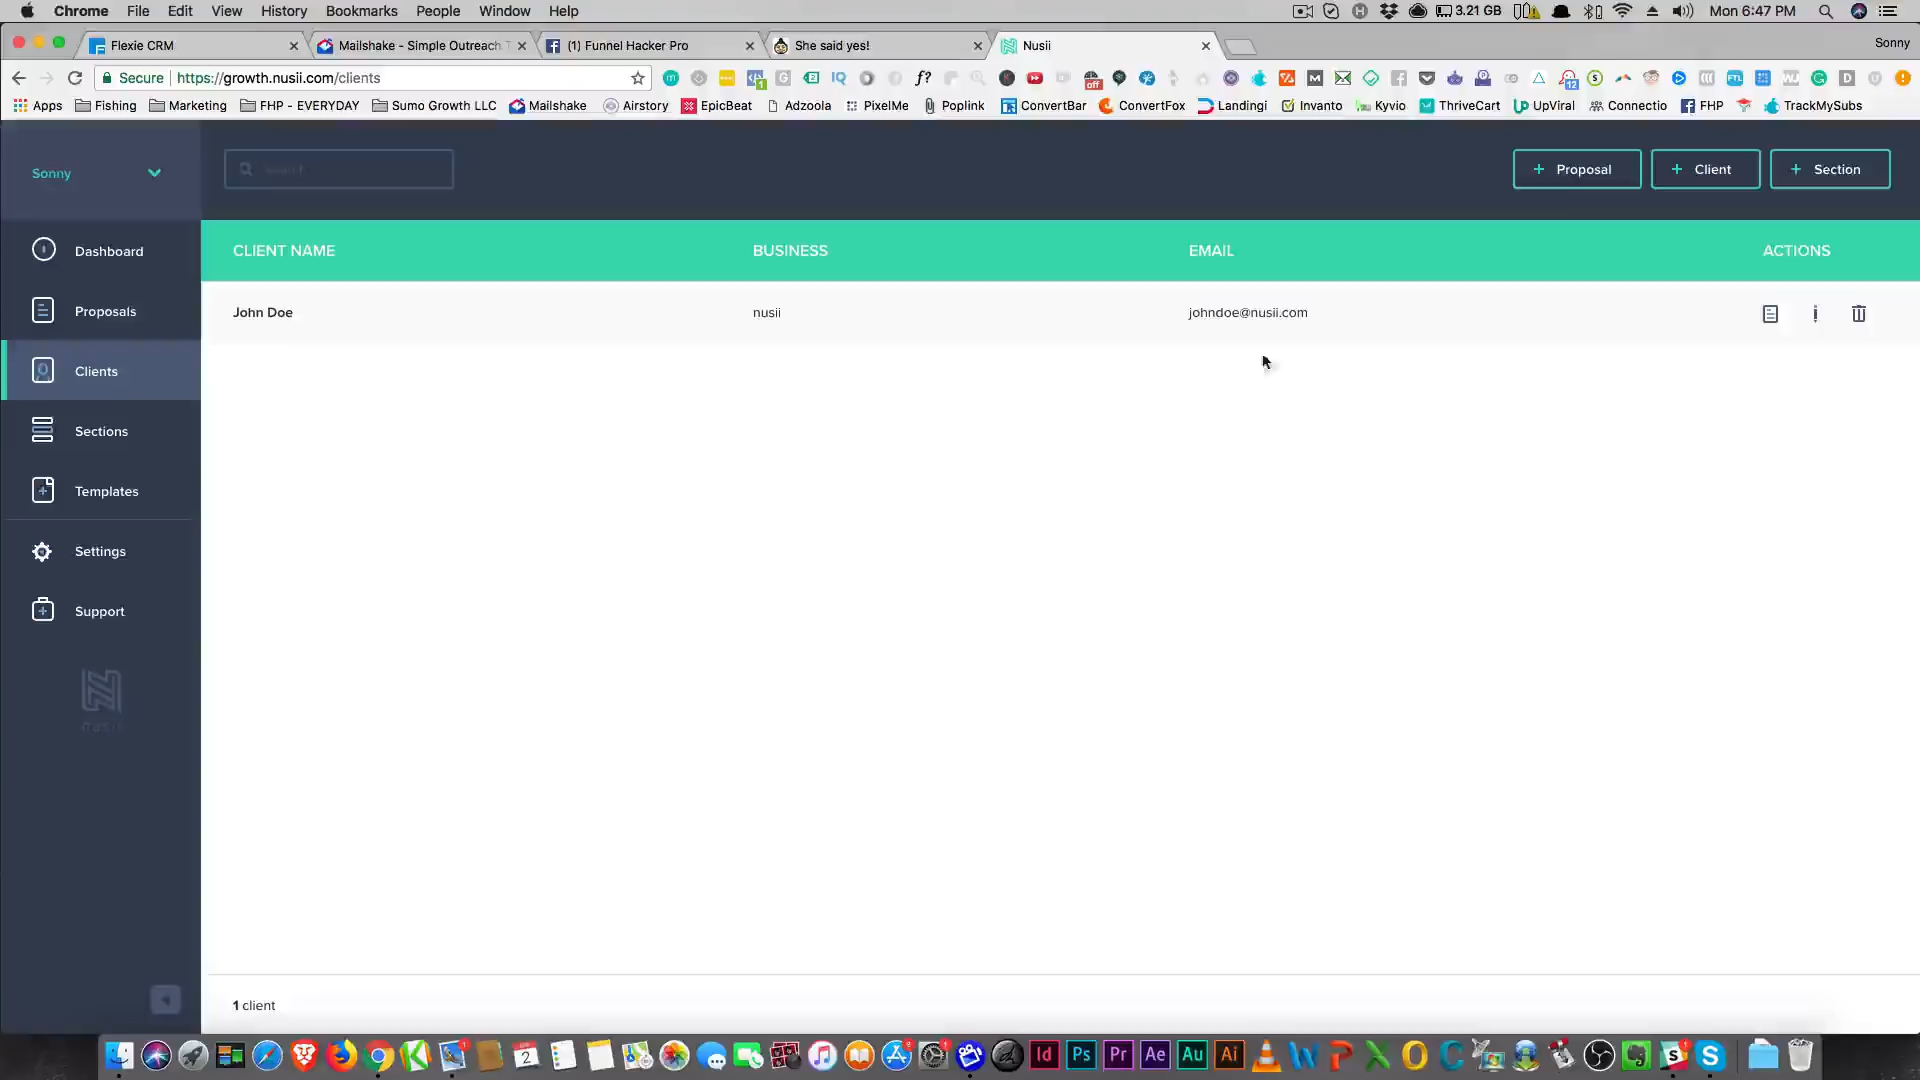 Chrome File Edit View History Bookmarks People Window Help 3.21 GB Mon 6:47 PM
Flexie CRM Mailshake - Simple Outreach T (1) Funnel Hacker Pro She said yes! Nusii Sonny
Secure https://growth.nusii.com/clients
Apps Fishing Marketing FHP - EVERYDAY Sumo Growth LLC Mailshake Airstory EpicBeat Adzoola PixelMe Poplink ConvertBar ConvertFox Landingi Invanto Kyvio ThriveCart UpViral Connectio FHP TrackMySubs
Sonny Search + Proposal + Client + Section
CLIENT NAME BUSINESS EMAIL ACTIONS
John Doe nusii johndoe@nusii.com
Dashboard
Proposals
Clients
Sections
Templates
Settings
Support
nusii
1 client